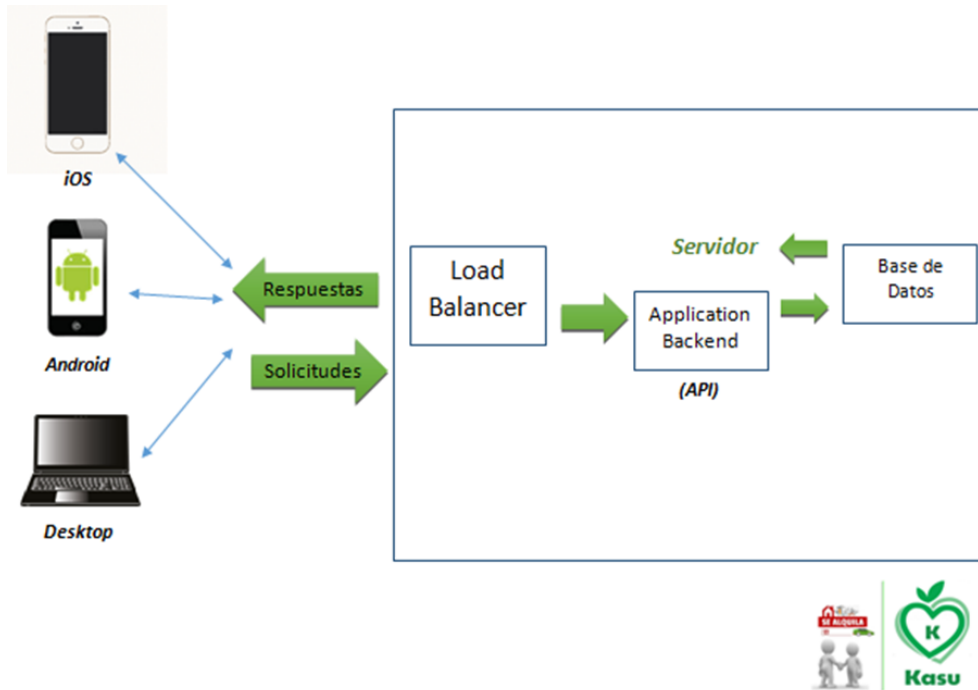 iOS
Android
Desktop
Respuestas
Solicitudes
Load
Balancer
Servidor
Application
Backend
(API)
Base de
Datos
SE ALQUILA
K
Kasu